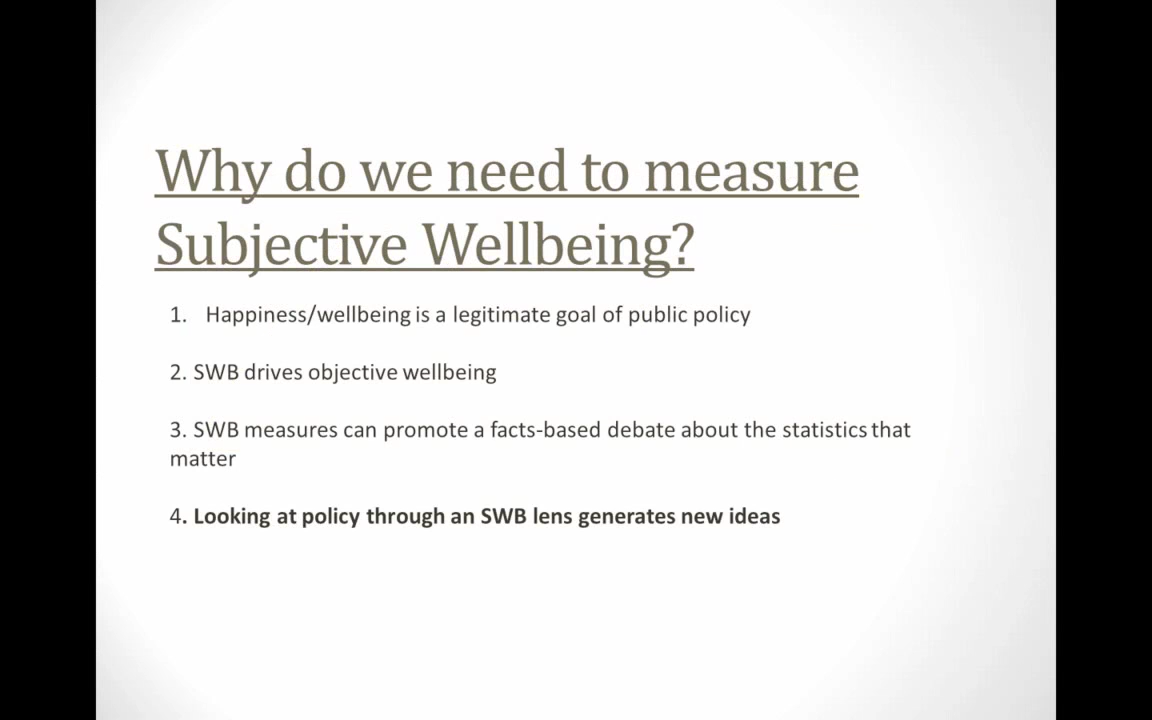 Why do we need to measure
Subjective Wellbeing?
1. Happiness/wellbeing is a legitimate goal of public policy
2. SWB drives objective wellbeing
3. SWB measures can promote a facts-based debate about the statistics that
matter
4. Looking at policy through an SWB lens generates new ideas